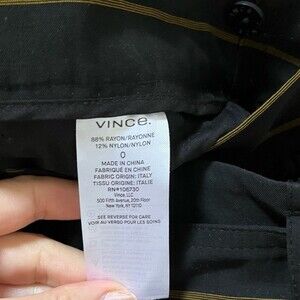 VINCE.
88% RAYON/RAYONNE
12% NYLON/NYLON
0
MADE IN CHINA
FABRIQUÉ EN CHINE
FABRIC ORIGIN: ITALY
TISSU ORIGINE: ITALIE
RN#106730
Vince, LLC
500 Fifth Avenue, 20th Floor
New York, NY 10110
SEE REVERSE FOR CARE
VOIR AU VERSO POUR LES SOINS